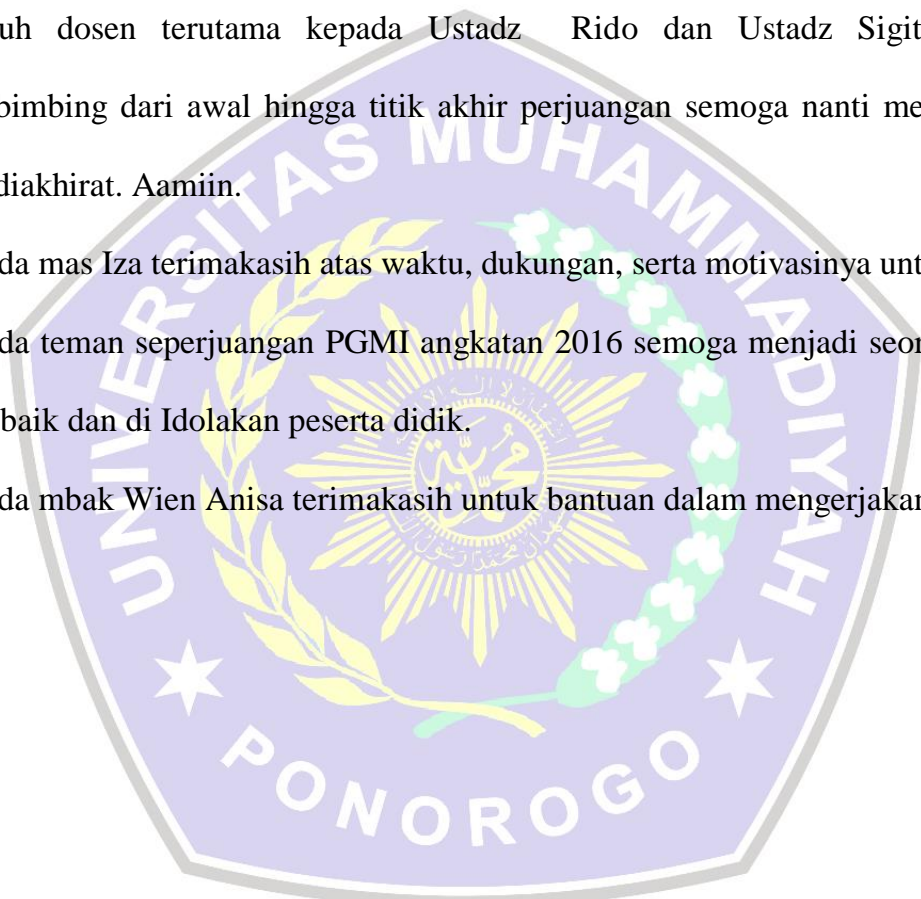 uh dosen terutama kepada Ustadz Rido dan Ustadz Sigit
bimbing dari awal hingga titik akhir perjuangan semoga nanti me
diakhirat. Aamiin.
da mas Iza terimakasih atas waktu, dukungan, serta motivasinya unt
da teman seperjuangan PGMI angkatan 2016 semoga menjadi seor
baik dan di Idolakan peserta didik.
da mbak Wien Anisa terimakasih untuk bantuan dalam mengerjakan
UNIVERSITAS MUHAMMADIYAH
PONOROGO
محمدية